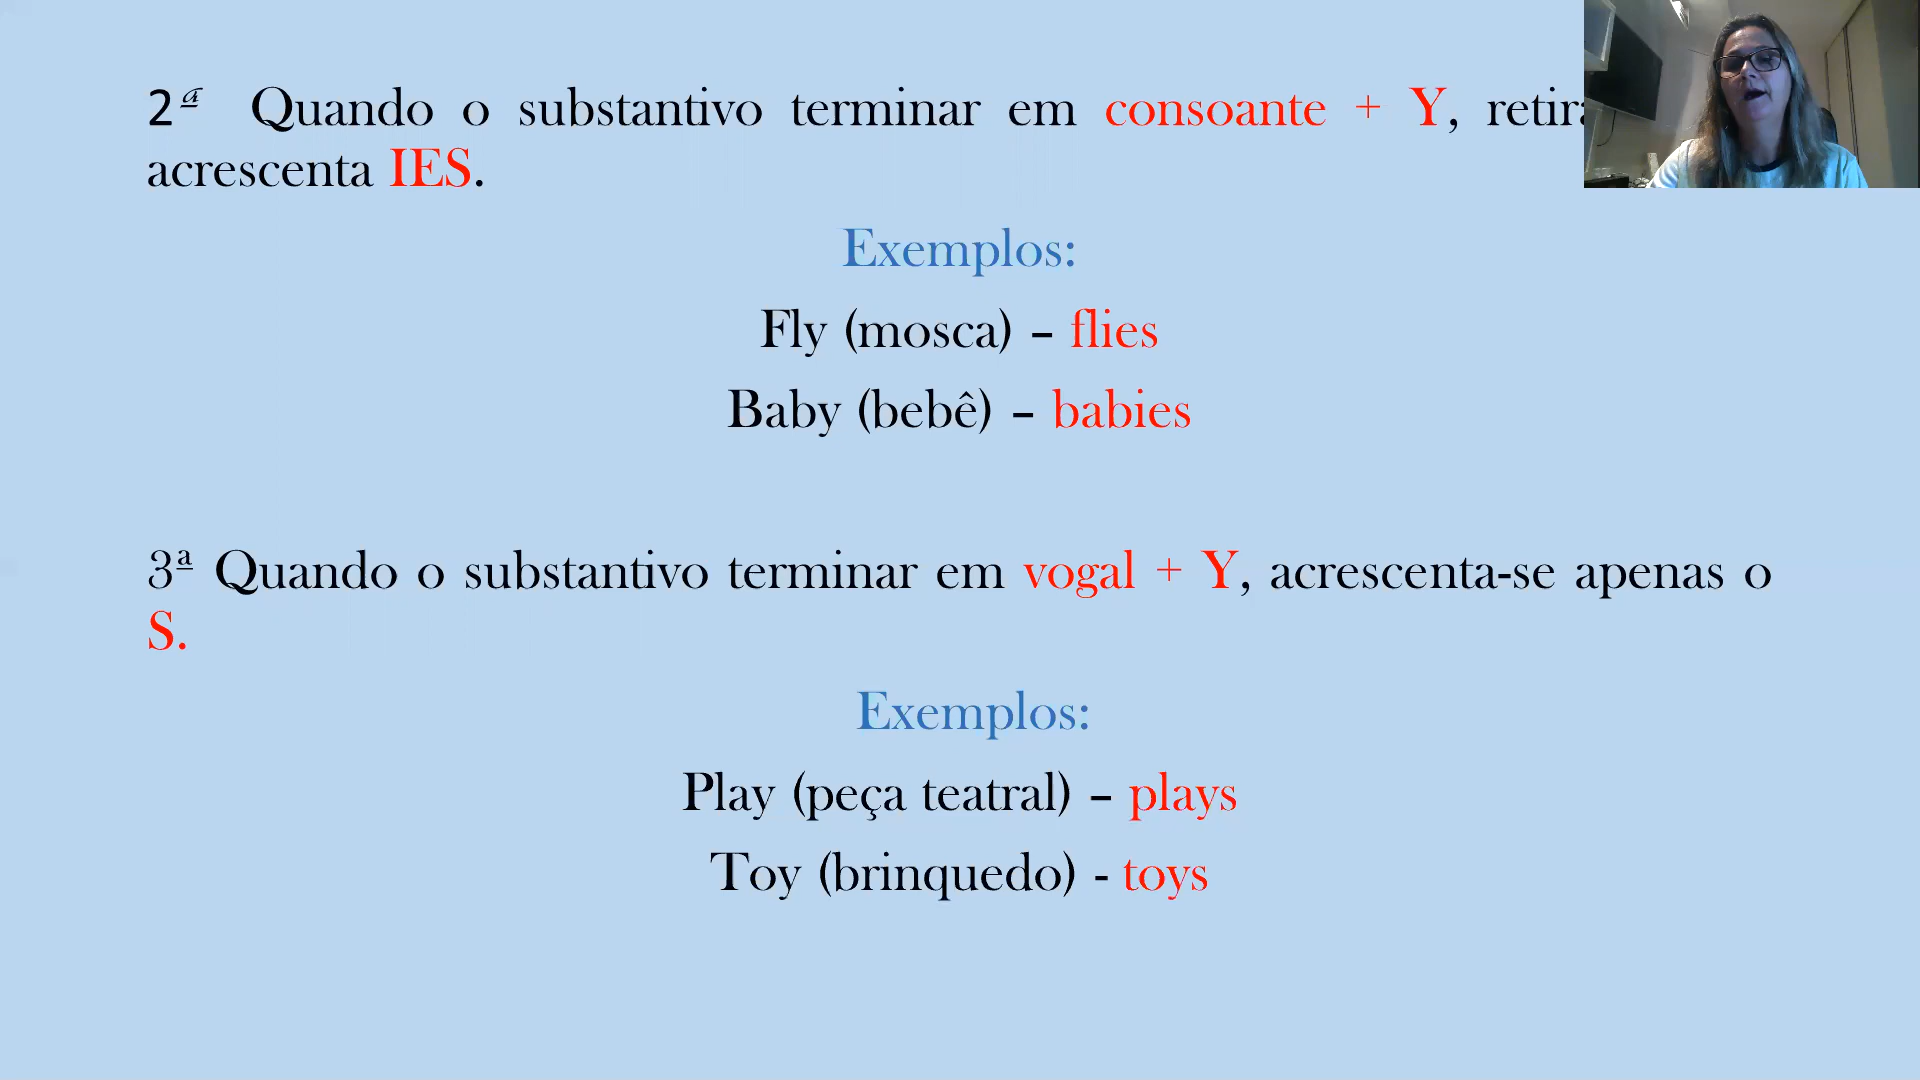 2ª Quando o substantivo terminar em consoante + Y,
acrescenta IES.
Exemplos:
Fly (mosca) – flies
Baby (bebê) – babies
3ª Quando o substantivo terminar em vogal + Y, acrescenta-se apenas o
S.
Exemplos:
Play (peça teatral) – plays
Toy (brinquedo) - toys